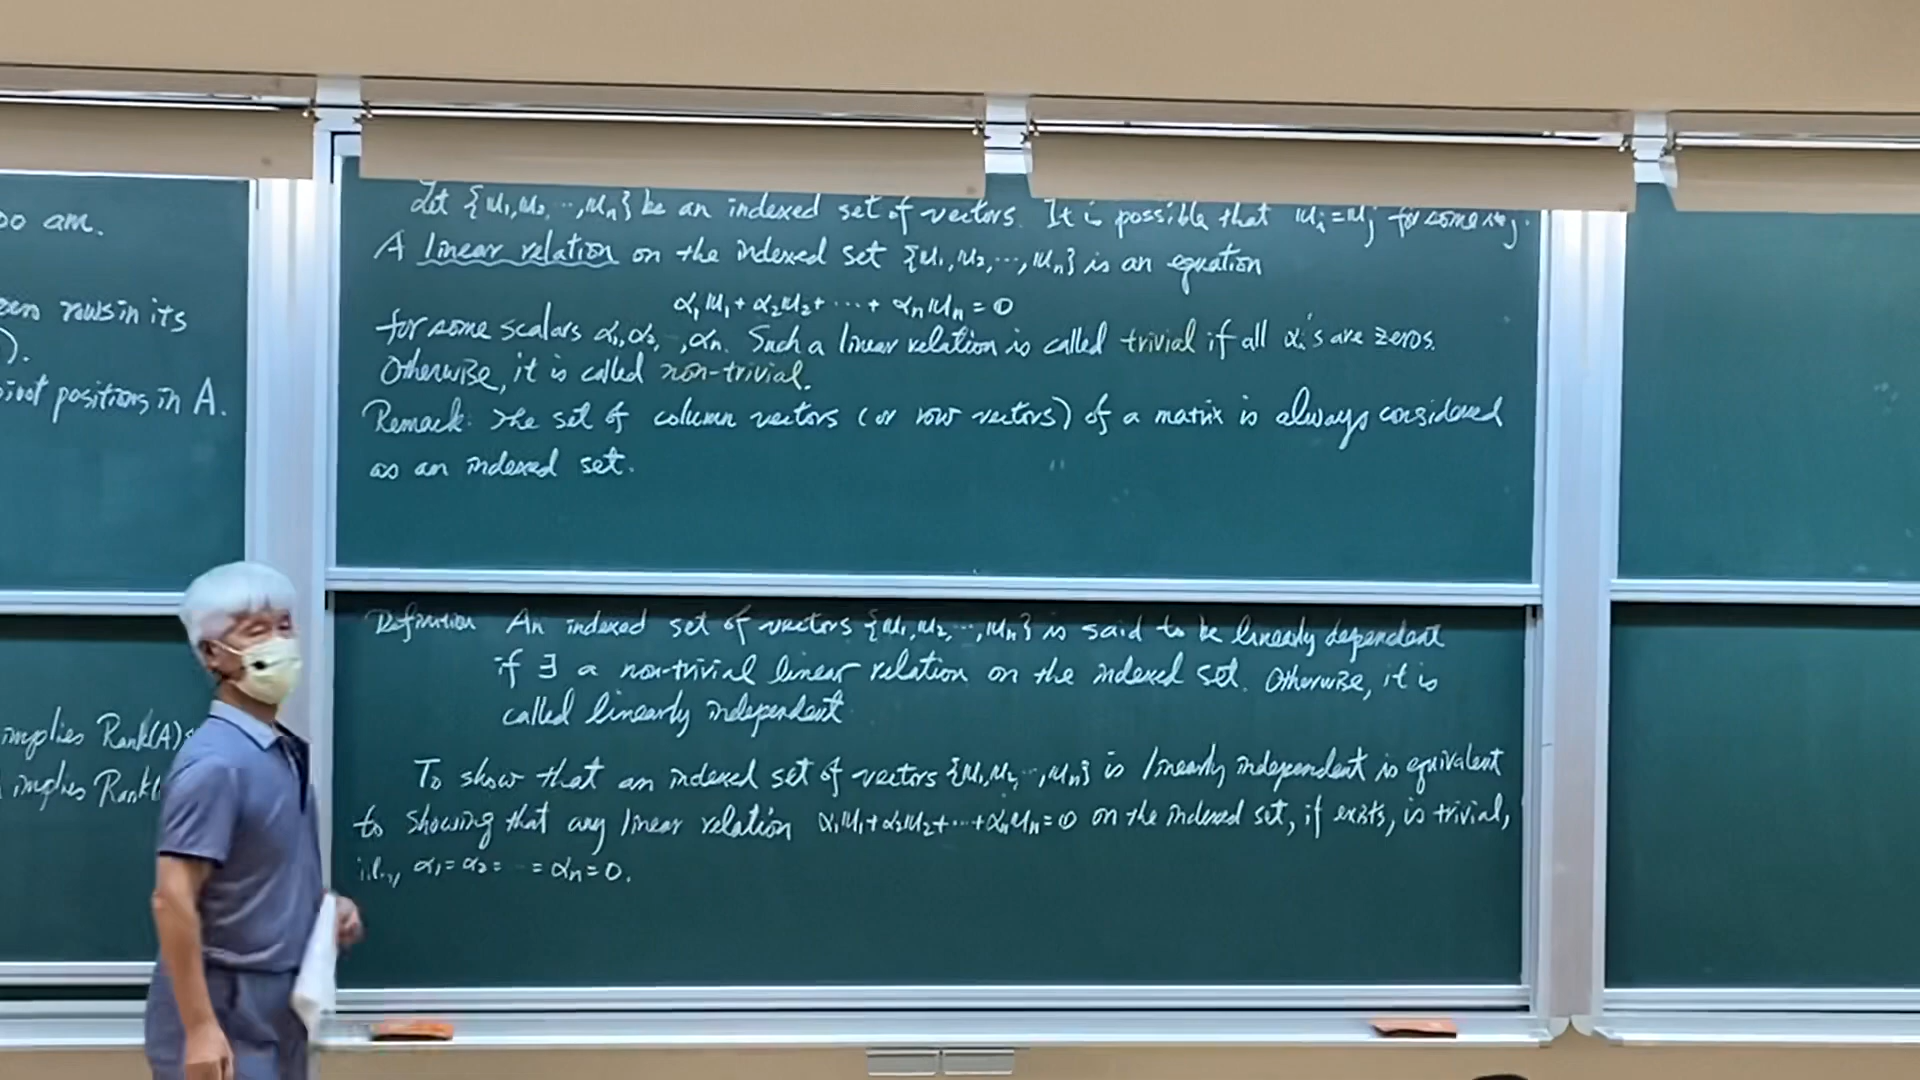 00 am.
zero rows in its
).
pivot positions in A.
implies Rank(A)
implies Rank(
Let {u₁,u₂,⋯,uₙ} be an indexed set of vectors. It is possible that uᵢ=uⱼ for some i≠j.
A linear relation on the indexed set {u₁,u₂,⋯,uₙ} is an equation
α₁u₁+α₂u₂+⋯+αₙuₙ=0
for some scalars α₁,α₂,⋯,αₙ. Such a linear relation is called trivial if all αᵢ's are zeros.
Otherwise, it is called non-trivial.
Remark: The set of column vectors (or row vectors) of a matrix is always considered
as an indexed set.
Definition An indexed set of vectors {u₁,u₂,⋯,uₙ} is said to be linearly dependent
if ∃ a non-trivial linear relation on the indexed set. Otherwise, it is
called linearly independent
To show that an indexed set of vectors {u₁,u₂,⋯,uₙ} is linearly independent is equivalent
to showing that any linear relation α₁u₁+α₂u₂+⋯+αₙuₙ=0 on the indexed set, if exists, is trivial,
i.e., α₁=α₂=⋯=αₙ=0.